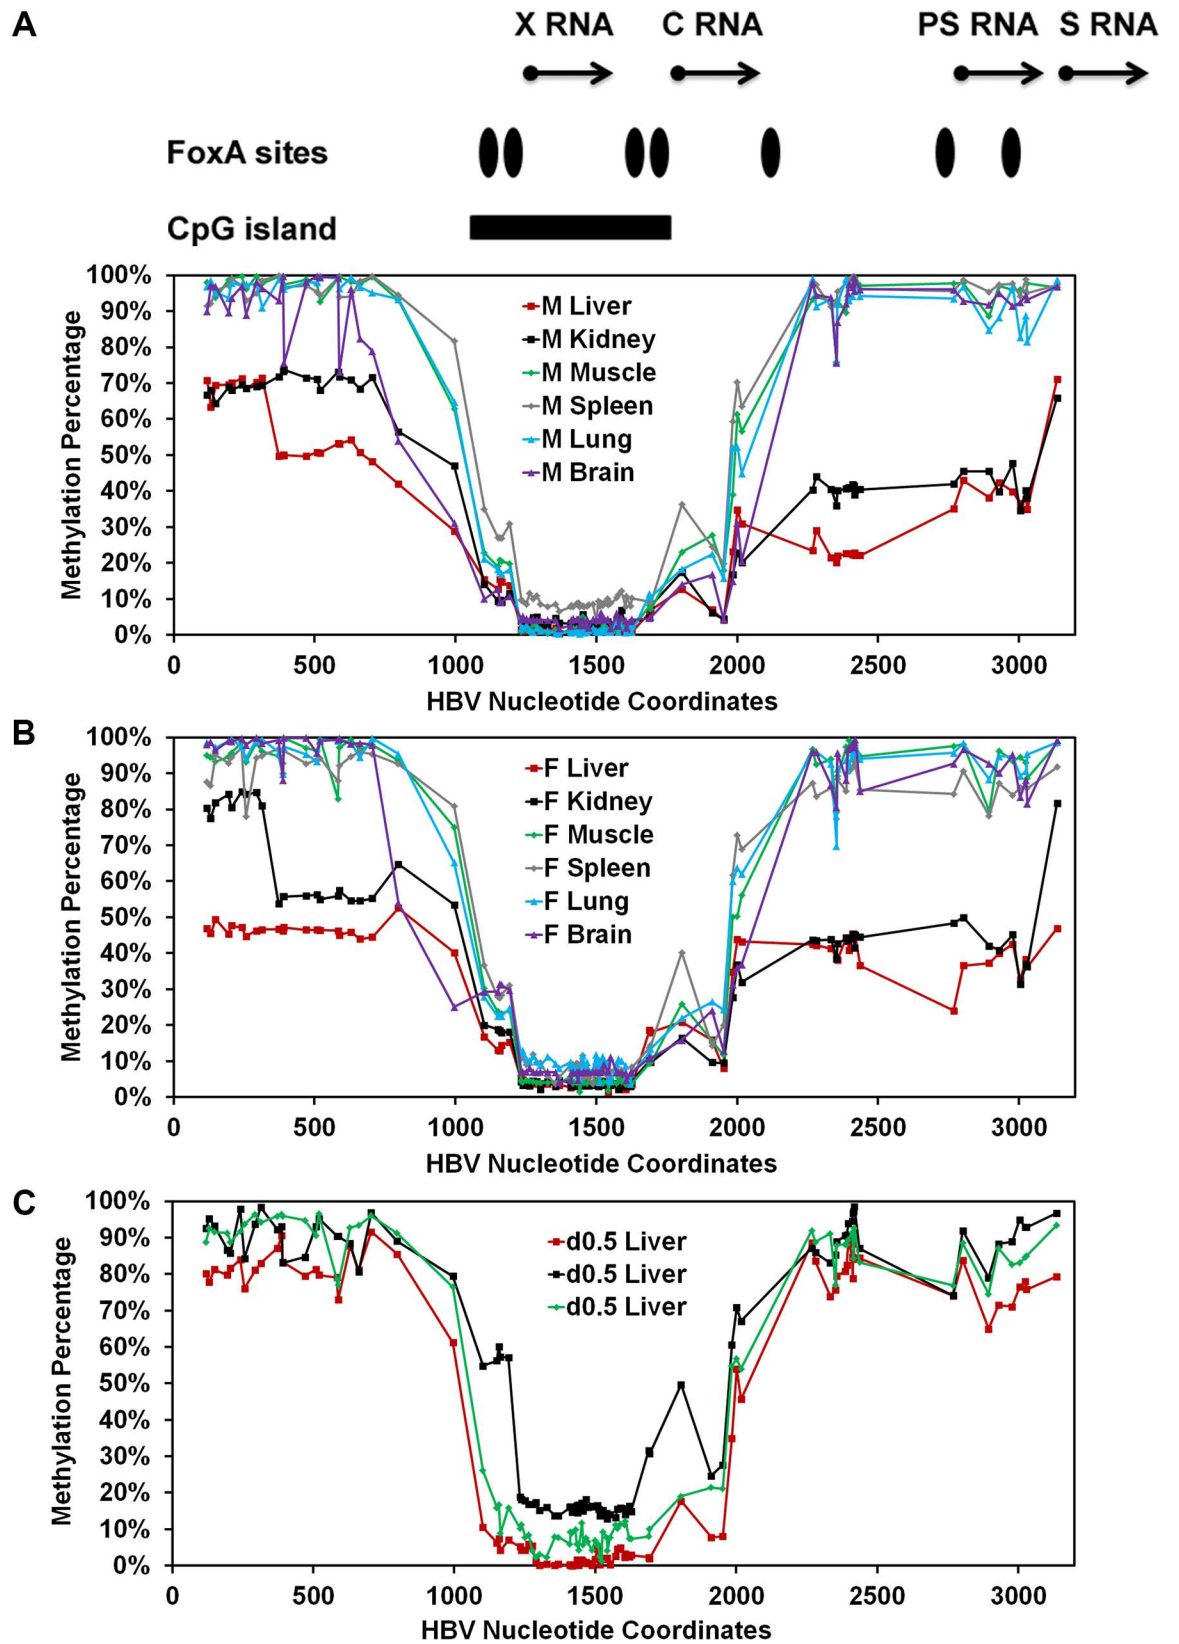 A
X RNA C RNA PS RNA S RNA
FoxA sites
CpG island
100%
90%
80%
70%
60%
50%
40%
30%
20%
10%
0%
Methylation Percentage
M Liver
M Kidney
M Muscle
M Spleen
M Lung
M Brain
0 500 1000 1500 2000 2500 3000
HBV Nucleotide Coordinates
B
100%
90%
80%
70%
60%
50%
40%
30%
20%
10%
0%
Methylation Percentage
F Liver
F Kidney
F Muscle
F Spleen
F Lung
F Brain
0 500 1000 1500 2000 2500 3000
HBV Nucleotide Coordinates
C
100%
90%
80%
70%
60%
50%
40%
30%
20%
10%
0%
Methylation Percentage
d0.5 Liver
d0.5 Liver
d0.5 Liver
0 500 1000 1500 2000 2500 3000
HBV Nucleotide Coordinates